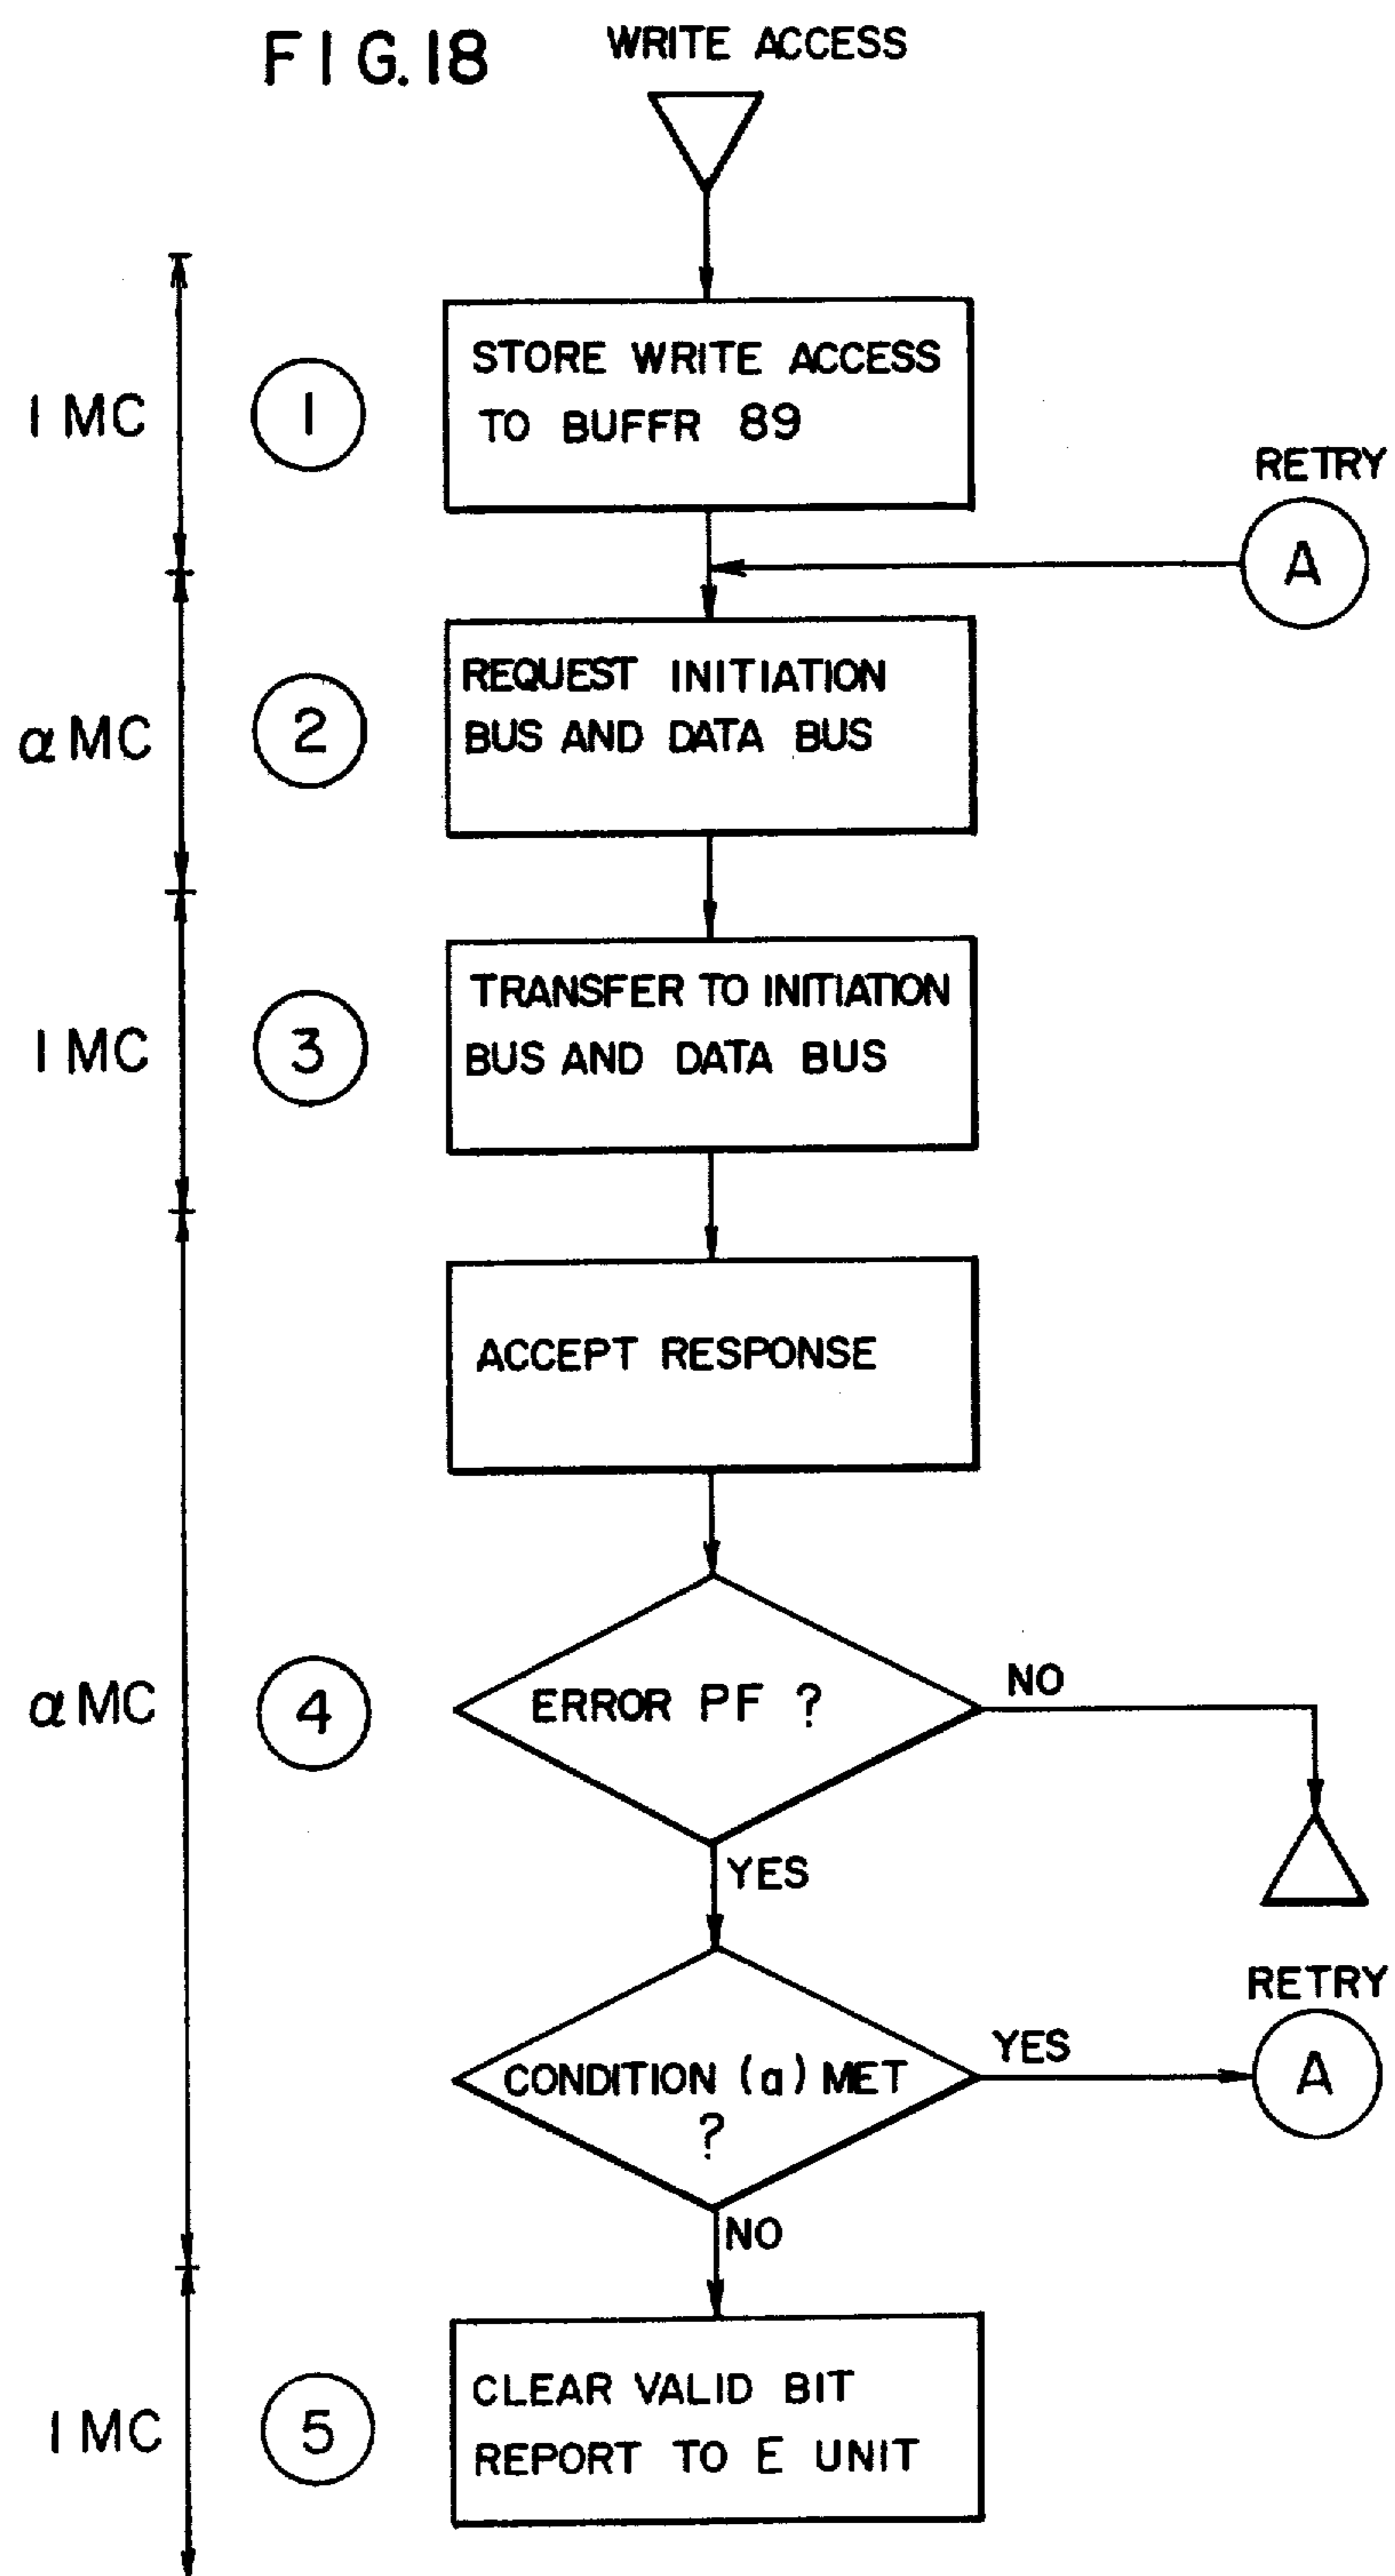 FIG.18
WRITE ACCESS
1 MC
1
STORE WRITE ACCESS
TO BUFFR 89
RETRY
A
α MC
2
REQUEST INITIATION
BUS AND DATA BUS
1 MC
3
TRANSFER TO INITIATION
BUS AND DATA BUS
ACCEPT RESPONSE
α MC
4
ERROR PF ?
NO
YES
CONDITION (a) MET
?
YES
RETRY
A
NO
1 MC
5
CLEAR VALID BIT
REPORT TO E UNIT